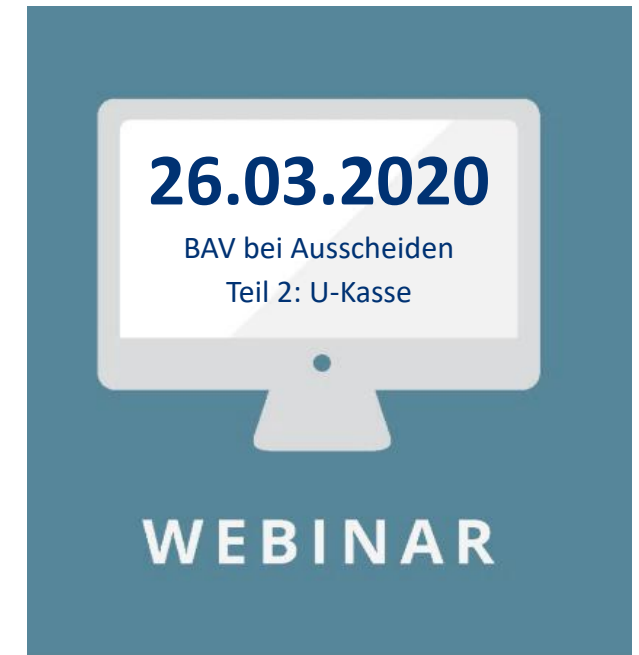 26.03.2020
BAV bei Ausscheiden
Teil 2: U-Kasse
WEBINAR